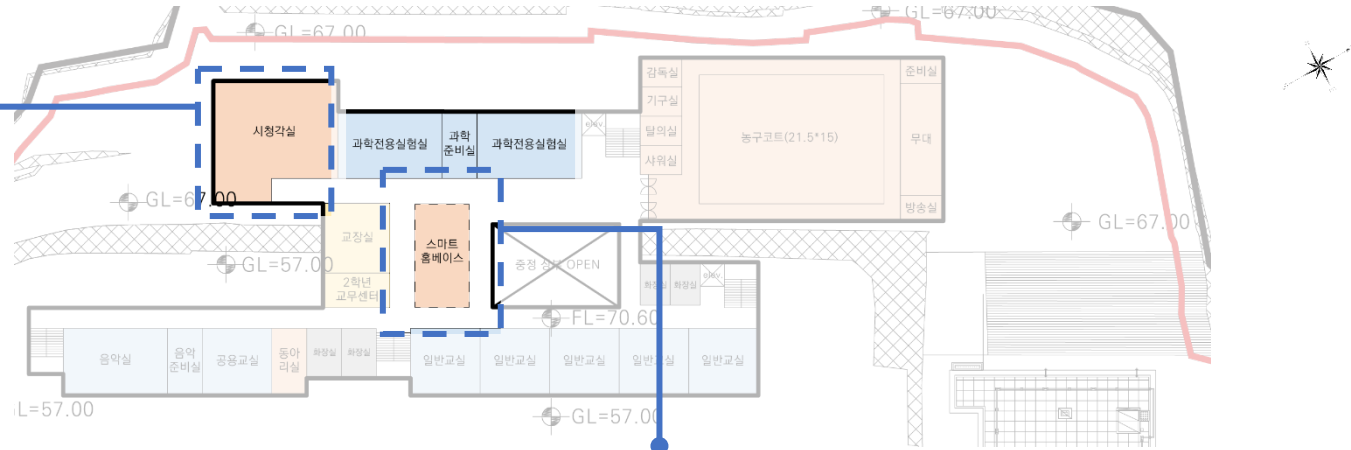 GL=67.00
GL=67.00
시청각실
과학전용실험실
과학
준비실
과학전용실험실
elev.
감독실
기구실
탈의실
샤워실
농구코트(21.5*15)
준비실
무대
방송실
GL=67.00
GL=67.00
교장실
2학년
교무센터
스마트
홈베이스
OPEN
화장실
화장실
elev.
GL=57.00
FL=70.60
음악실
음악
준비실
공용교실
동아
리실
화장실
화장실
일반교실
일반교실
일반교실
일반교실
일반교실
L=57.00
GL=57.00